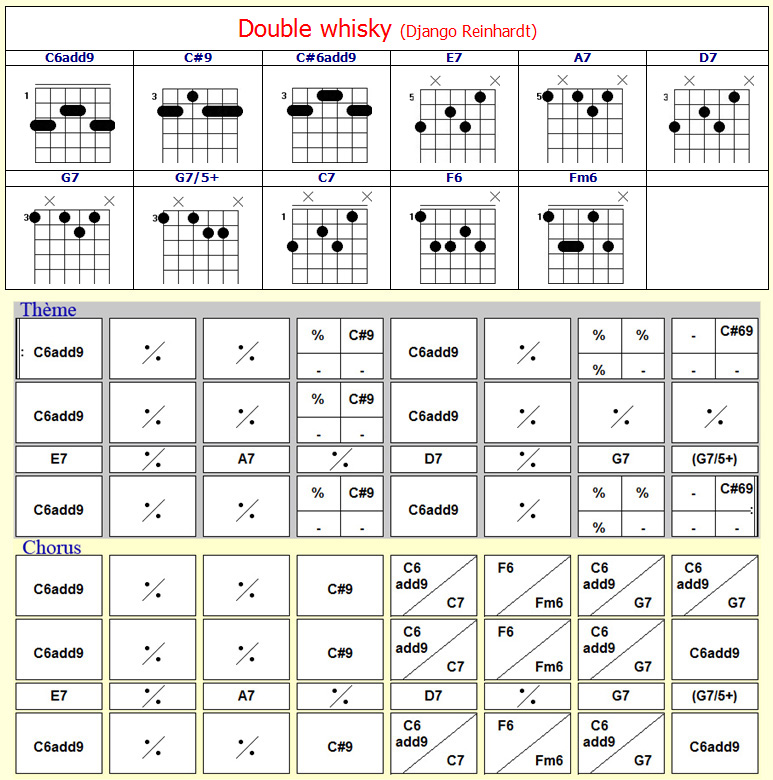 Double whisky (Django Reinhardt)
C6add9 C#9 C#6add9 E7 A7 D7
1 3 3 5 5 3
G7 G7/5+ C7 F6 Fm6
3 3 1 1 1
Thème
% C#9 % % - C#69
: C6add9 ٪ ٪ C6add9 ٪
- - % - - -
% C#9
C6add9 ٪ ٪ C6add9 ٪ ٪ ٪
- -
E7 ٪ A7 ٪ D7 ٪ G7 (G7/5+)
% C#9 % % - C#69
C6add9 ٪ ٪ C6add9 ٪ :
- - % - - -
Chorus
C6 F6 C6 C6
add9 add9 add9
C6add9 ٪ ٪ C#9
C7 Fm6 G7 G7
C6 F6 C6
add9 add9
C6add9 ٪ ٪ C#9 C6add9
C7 Fm6 G7
E7 ٪ A7 ٪ D7 ٪ G7 (G7/5+)
C6 F6 C6
add9 add9
C6add9 ٪ ٪ C#9 C6add9
C7 Fm6 G7